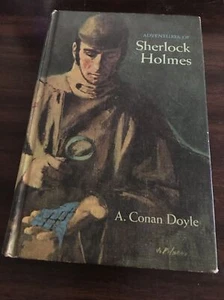 ADVENTURES OF
Sherlock
Holmes
A. Conan Doyle